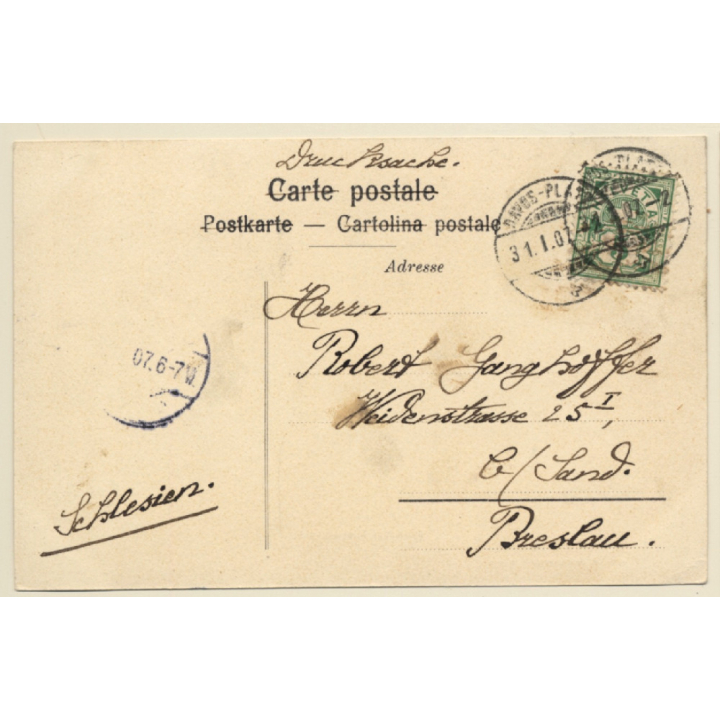 Drucksache.
Carte postale
Postkarte — Cartolina postale
DAVOS-PLATZ
31.I.07
Adresse
Herrn
Robert Ganghoffer
Weidenstrasse 25 I,
b/Sand.
Breslau.
07.6-7N.
Schlesien.